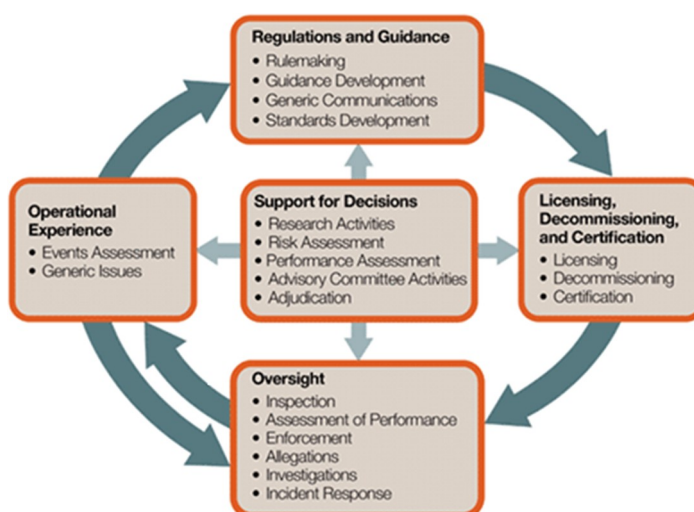 Regulations and Guidance
• Rulemaking
• Guidance Development
• Generic Communications
• Standards Development
Operational
Experience
• Events Assessment
• Generic Issues
Support for Decisions
• Research Activities
• Risk Assessment
• Performance Assessment
• Advisory Committee Activities
• Adjudication
Licensing,
Decommissioning,
and Certification
• Licensing
• Decommissioning
• Certification
Oversight
• Inspection
• Assessment of Performance
• Enforcement
• Allegations
• Investigations
• Incident Response